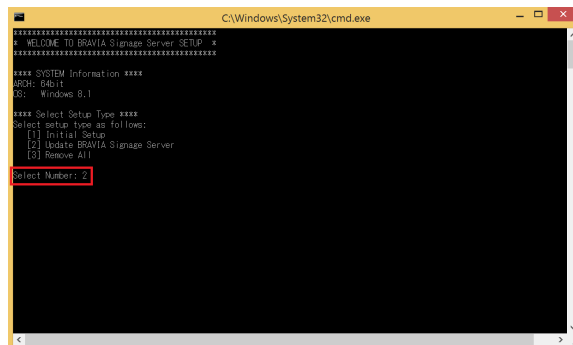 C:\Windows\System32\cmd.exe
******************************************
* WELCOME TO BRAVIA Signage Server SETUP *
******************************************
**** SYSTEM Information ****
ARCH: 64bit
OS: Windows 8.1
**** Select Setup Type ****
Select setup type as follows:
[1] Initial Setup
[2] Update BRAVIA Signage Server
[3] Remove All
Select Number: 2